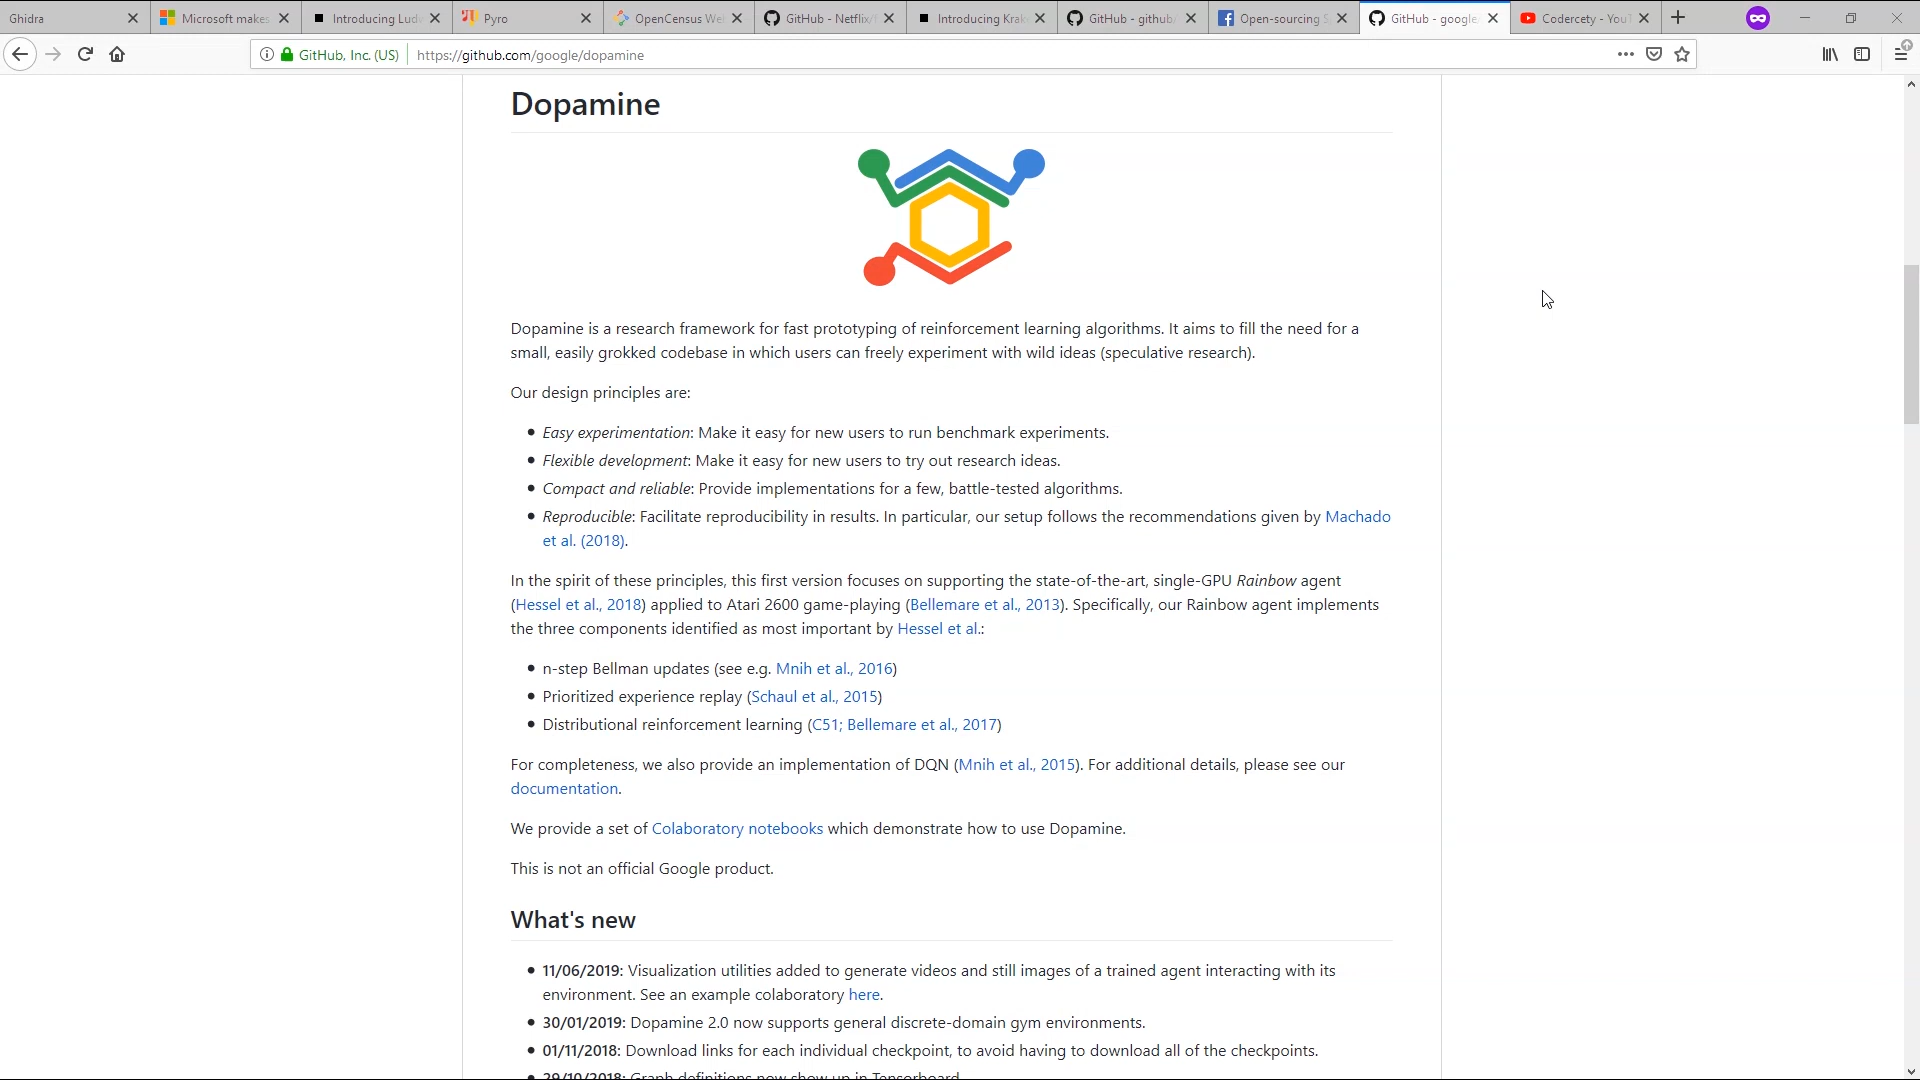 Ghidra
Microsoft makes
Introducing Ludw
Pyro
OpenCensus We
GitHub - Netflix/
Introducing Krak
GitHub - github
Open-sourcing
GitHub - google
Codercety - YouT
GitHub, Inc. (US)
https://github.com/google/dopamine
Dopamine
Dopamine is a research framework for fast prototyping of reinforcement learning algorithms. It aims to fill the need for a
small, easily grokked codebase in which users can freely experiment with wild ideas (speculative research).
Our design principles are:
Easy experimentation: Make it easy for new users to run benchmark experiments.
Flexible development: Make it easy for new users to try out research ideas.
Compact and reliable: Provide implementations for a few, battle-tested algorithms.
Reproducible: Facilitate reproducibility in results. In particular, our setup follows the recommendations given by Machado
et al. (2018).
In the spirit of these principles, this first version focuses on supporting the state-of-the-art, single-GPU Rainbow agent
(Hessel et al., 2018) applied to Atari 2600 game-playing (Bellemare et al., 2013). Specifically, our Rainbow agent implements
the three components identified as most important by Hessel et al.:
n-step Bellman updates (see e.g. Mnih et al., 2016)
Prioritized experience replay (Schaul et al., 2015)
Distributional reinforcement learning (C51; Bellemare et al., 2017)
For completeness, we also provide an implementation of DQN (Mnih et al., 2015). For additional details, please see our
documentation.
We provide a set of Colaboratory notebooks which demonstrate how to use Dopamine.
This is not an official Google product.
What's new
11/06/2019: Visualization utilities added to generate videos and still images of a trained agent interacting with its
environment. See an example colaboratory here.
30/01/2019: Dopamine 2.0 now supports general discrete-domain gym environments.
01/11/2018: Download links for each individual checkpoint, to avoid having to download all of the checkpoints.
29/10/2018: Graph definitions now show up in Tensorboard.